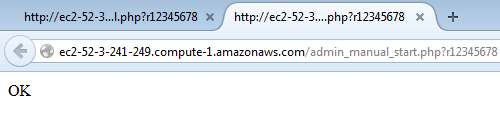 http://ec2-52-3...l.php?r12345678 http://ec2-52-3....php?r12345678
ec2-52-3-241-249.compute-1.amazonaws.com/admin_manual_start.php?r12345678
OK